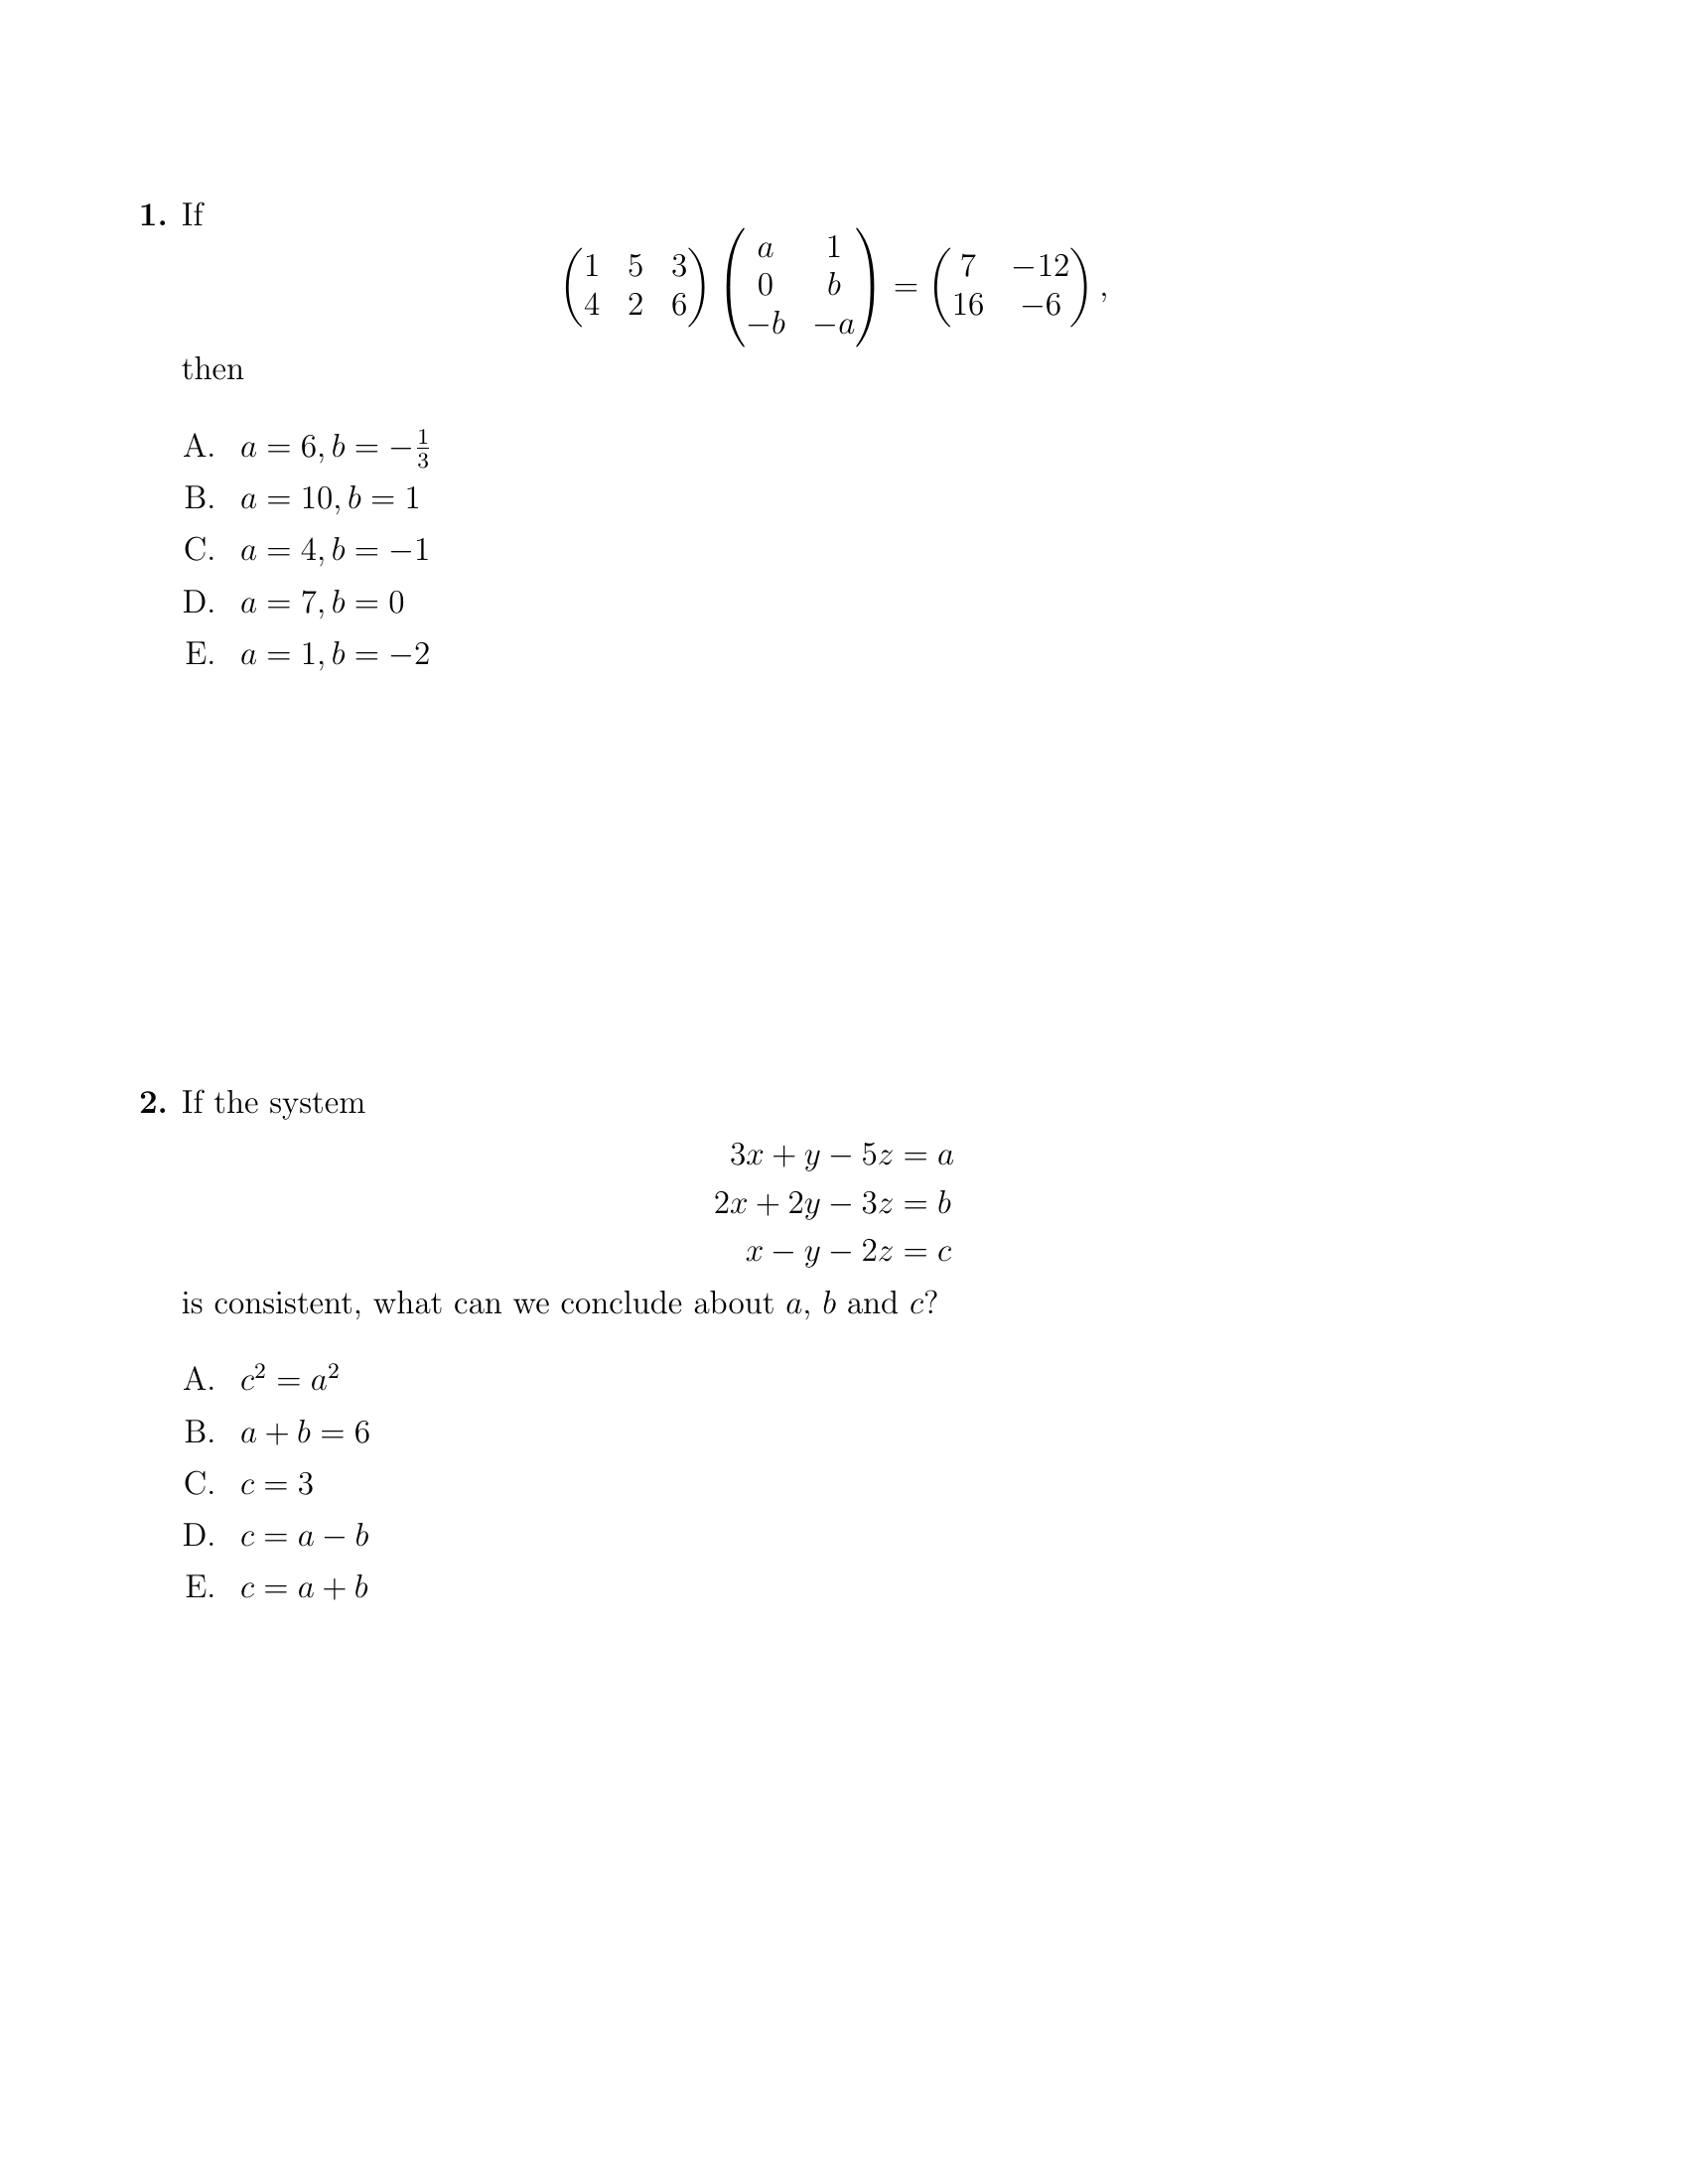 1. If
$$\begin{pmatrix} 1 & 5 & 3 \\ 4 & 2 & 6 \end{pmatrix} \begin{pmatrix} a & 1 \\ 0 & b \\ -b & -a \end{pmatrix} = \begin{pmatrix} 7 & -12 \\ 16 & -6 \end{pmatrix},$$
then
A. $a = 6, b = -\frac{1}{3}$
B. $a = 10, b = 1$
C. $a = 4, b = -1$
D. $a = 7, b = 0$
E. $a = 1, b = -2$
2. If the system
$3x + y - 5z = a$
$2x + 2y - 3z = b$
$x - y - 2z = c$
is consistent, what can we conclude about $a$, $b$ and $c$?
A. $c^2 = a^2$
B. $a + b = 6$
C. $c = 3$
D. $c = a - b$
E. $c = a + b$